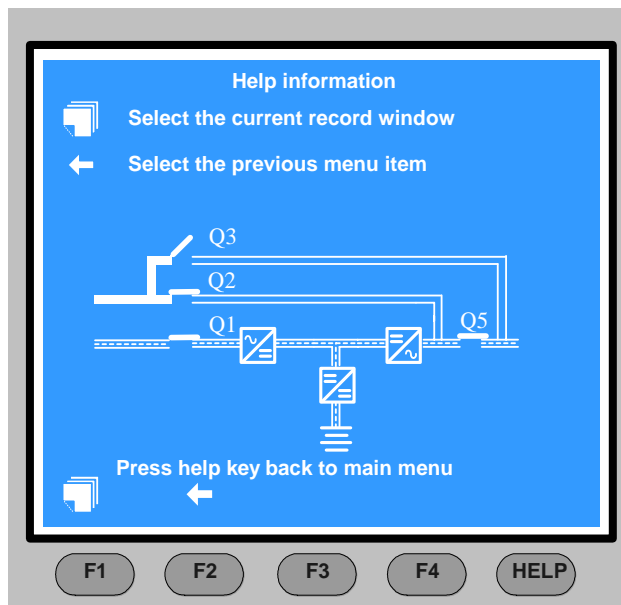 Help information
Select the current record window
Select the previous menu item
Q3
Q2
Q1
Q5
Press help key back to main menu
F1 F2 F3 F4 HELP